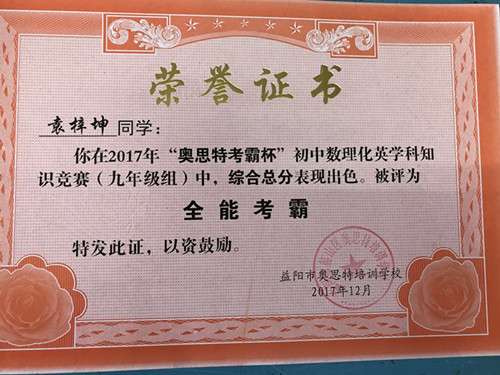 荣誉证书
袁梓坤同学：
你在2017年“奥思特考霸杯”初中数理化英学科知
识竞赛（九年级组）中，综合总分表现出色。被评为
全能考霸
特发此证，以资鼓励。
益阳市奥思特培训学校
2017年12月